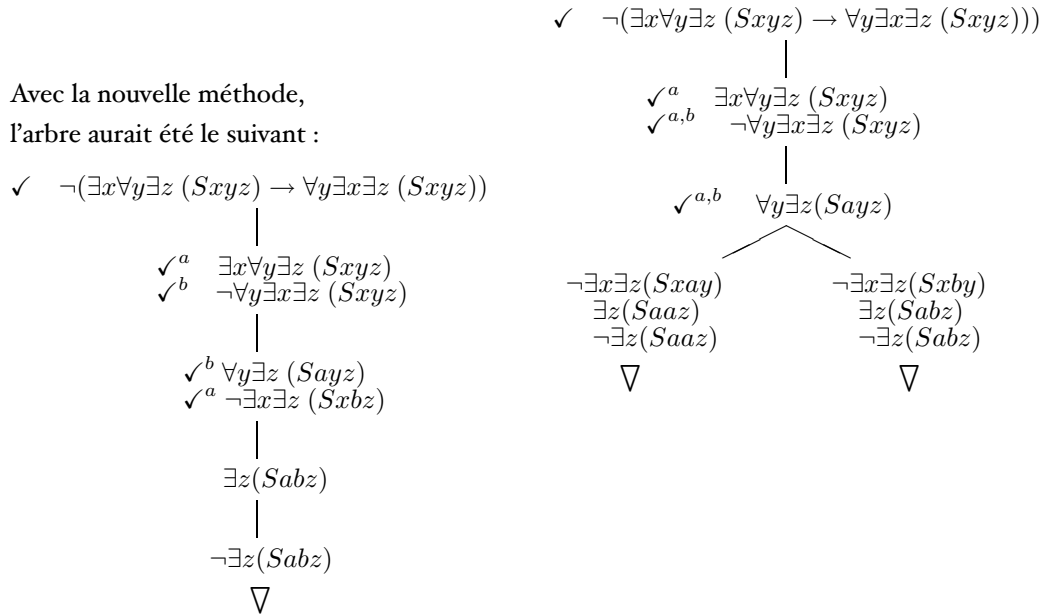 Avec la nouvelle méthode,
l'arbre aurait été le suivant :
✓ ¬(∃x∀y∃z (Sxyz) → ∀y∃x∃z (Sxyz))
✓a ∃x∀y∃z (Sxyz)
✓b ¬∀y∃x∃z (Sxyz)
✓b ∀y∃z (Sayz)
✓a ¬∃x∃z (Sxbz)
∃z(Sabz)
¬∃z(Sabz)
∇
✓ ¬(∃x∀y∃z (Sxyz) → ∀y∃x∃z (Sxyz)))
✓a ∃x∀y∃z (Sxyz)
✓a,b ¬∀y∃x∃z (Sxyz)
✓a,b ∀y∃z(Sayz)
¬∃x∃z(Sxay)
∃z(Saaz)
¬∃z(Saaz)
∇
¬∃x∃z(Sxby)
∃z(Sabz)
¬∃z(Sabz)
∇